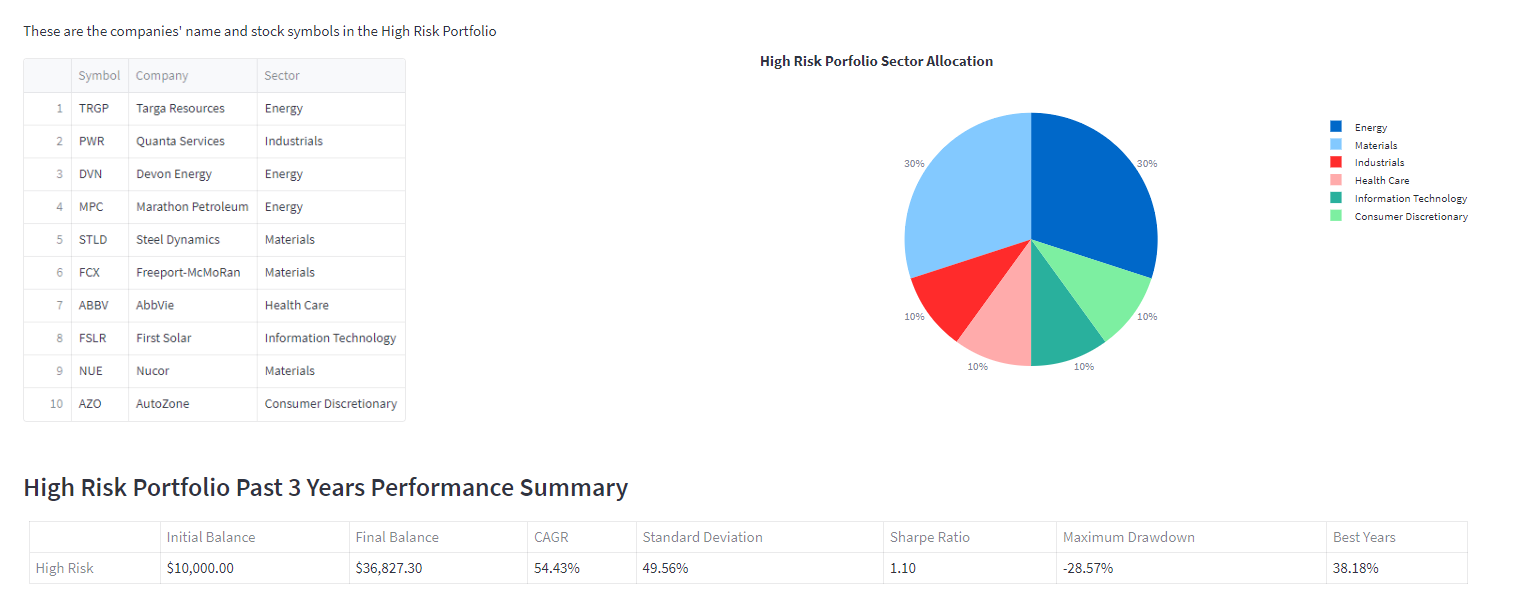 These are the companies' name and stock symbols in the High Risk Portfolio
Symbol Company Sector
1 TRGP Targa Resources Energy
2 PWR Quanta Services Industrials
3 DVN Devon Energy Energy
4 MPC Marathon Petroleum Energy
5 STLD Steel Dynamics Materials
6 FCX Freeport-McMoRan Materials
7 ABBV AbbVie Health Care
8 FSLR First Solar Information Technology
9 NUE Nucor Materials
10 AZO AutoZone Consumer Discretionary
High Risk Porfolio Sector Allocation
30% 30%
10% 10%
10% 10%
Energy
Materials
Industrials
Health Care
Information Technology
Consumer Discretionary
High Risk Portfolio Past 3 Years Performance Summary
Initial Balance Final Balance CAGR Standard Deviation Sharpe Ratio Maximum Drawdown Best Years
High Risk $10,000.00 $36,827.30 54.43% 49.56% 1.10 -28.57% 38.18%